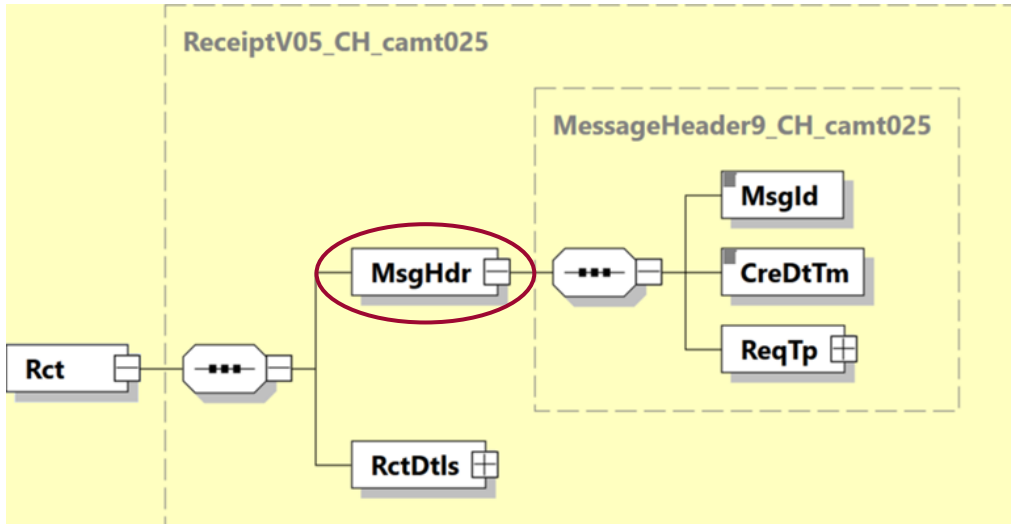 ReceiptV05_CH_camt025
MessageHeader9_CH_camt025
MsgId
MsgHdr
CreDtTm
ReqTp
Rct
RctDtls